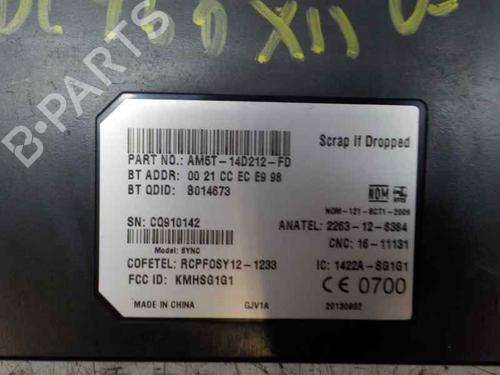 XII
Scrap If Dropped
PART NO.: AM5T-14D212-FD
BT ADDR: 00 21 CC EC E9 98
BT QDID: B014673
NOM
NOM-121-SCT1-2009
SN: CQ910142
ANATEL: 2263-12-6384
CNC: 16-11131
Model: SYNC
COFETEL: RCPFOSY12-1233
IC: 1422A-SG1G1
FCC ID: KMHSG1G1
CE 0700
MADE IN CHINA
GJV1A
20130902
B-PARTS